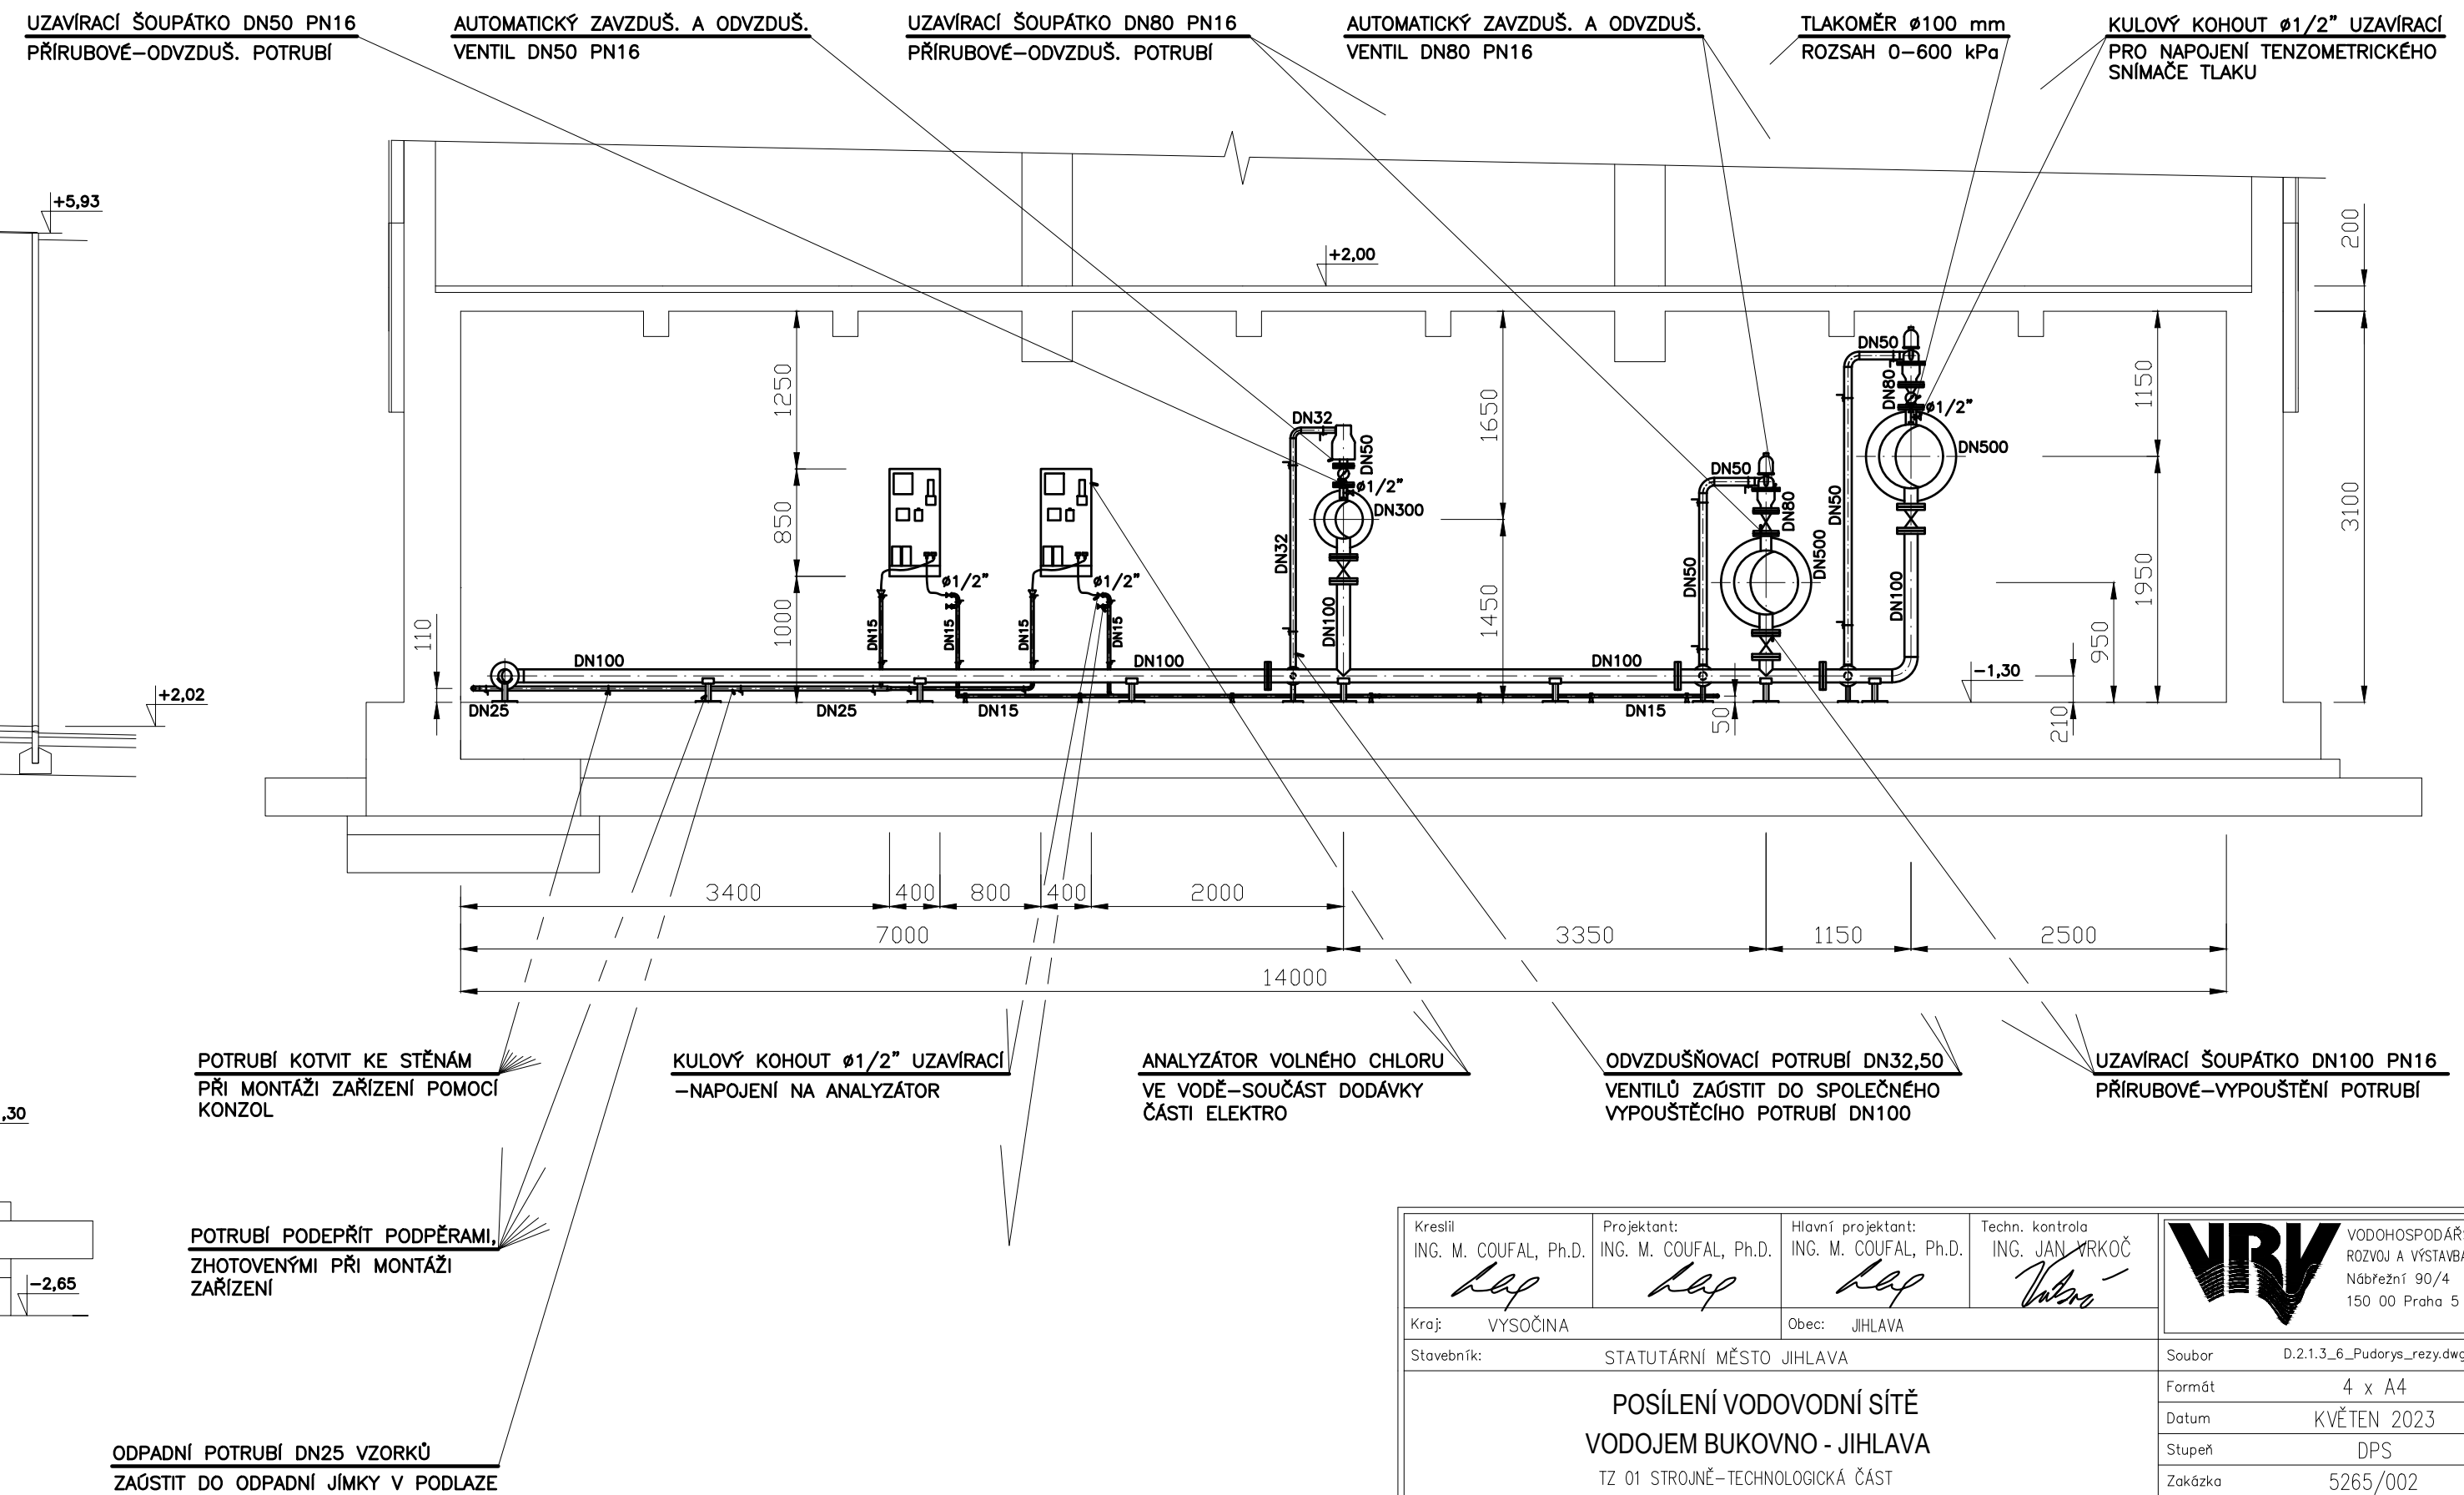 UZAVÍRACÍ ŠOUPÁTKO DN50 PN16
PŘÍRUBOVÉ-ODVZDUŠ. POTRUBÍ
AUTOMATICKÝ ZAVZDUŠ. A ODVZDUŠ.
VENTIL DN50 PN16
UZAVÍRACÍ ŠOUPÁTKO DN80 PN16
PŘÍRUBOVÉ-ODVZDUŠ. POTRUBÍ
AUTOMATICKÝ ZAVZDUŠ. A ODVZDUŠ.
VENTIL DN80 PN16
TLAKOMĚR ø100 mm
ROZSAH 0-600 kPa
KULOVÝ KOHOUT ø1/2" UZAVÍRACÍ
PRO NAPOJENÍ TENZOMETRICKÉHO
SNÍMAČE TLAKU
+5,93
+2,00
200
1250
1650
1150
DN50
DN80
ø1/2"
DN500
DN32
DN50
ø1/2"
DN300
DN50
DN80
DN500
DN50
850
3100
DN32
DN50
ø1/2"
ø1/2"
1000
1450
1950
950
110
DN15
DN15
DN15
DN15
DN100
DN100
DN100
DN100
DN100
-1,30
+2,02
DN25
DN25
DN15
DN15
50
210
3400
400
800
400
2000
7000
3350
1150
2500
14000
POTRUBÍ KOTVIT KE STĚNÁM
PŘI MONTÁŽI ZAŘÍZENÍ POMOCÍ
KONZOL
KULOVÝ KOHOUT ø1/2" UZAVÍRACÍ
-NAPOJENÍ NA ANALYZÁTOR
ANALYZÁTOR VOLNÉHO CHLORU
VE VODĚ-SOUČÁST DODÁVKY
ČÁSTI ELEKTRO
ODVZDUŠŇOVACÍ POTRUBÍ DN32,50
VENTILŮ ZAÚSTIT DO SPOLEČNÉHO
VYPOUŠTĚCÍHO POTRUBÍ DN100
UZAVÍRACÍ ŠOUPÁTKO DN100 PN16
PŘÍRUBOVÉ-VYPOUŠTĚNÍ POTRUBÍ
,30
POTRUBÍ PODEPŘÍT PODPĚRAMI,
ZHOTOVENÝMI PŘI MONTÁŽI
ZAŘÍZENÍ
-2,65
ODPADNÍ POTRUBÍ DN25 VZORKŮ
ZAÚSTIT DO ODPADNÍ JÍMKY V PODLAZE
Kreslil
ING. M. COUFAL, Ph.D.
Projektant:
ING. M. COUFAL, Ph.D.
Hlavní projektant:
ING. M. COUFAL, Ph.D.
Techn. kontrola
ING. JAN VRKOČ
VRV
VODOHOSPODÁŘS
ROZVOJ A VÝSTAVBA
Nábřežní 90/4
150 00 Praha 5
Kraj: VYSOČINA
Obec: JIHLAVA
Stavebník: STATUTÁRNÍ MĚSTO JIHLAVA
Soubor D.2.1.3_6_Pudorys_rezy.dwg
POSÍLENÍ VODOVODNÍ SÍTĚ
VODOJEM BUKOVNO - JIHLAVA
TZ 01 STROJNĚ-TECHNOLOGICKÁ ČÁST
Formát 4 x A4
Datum KVĚTEN 2023
Stupeň DPS
Zakázka 5265/002